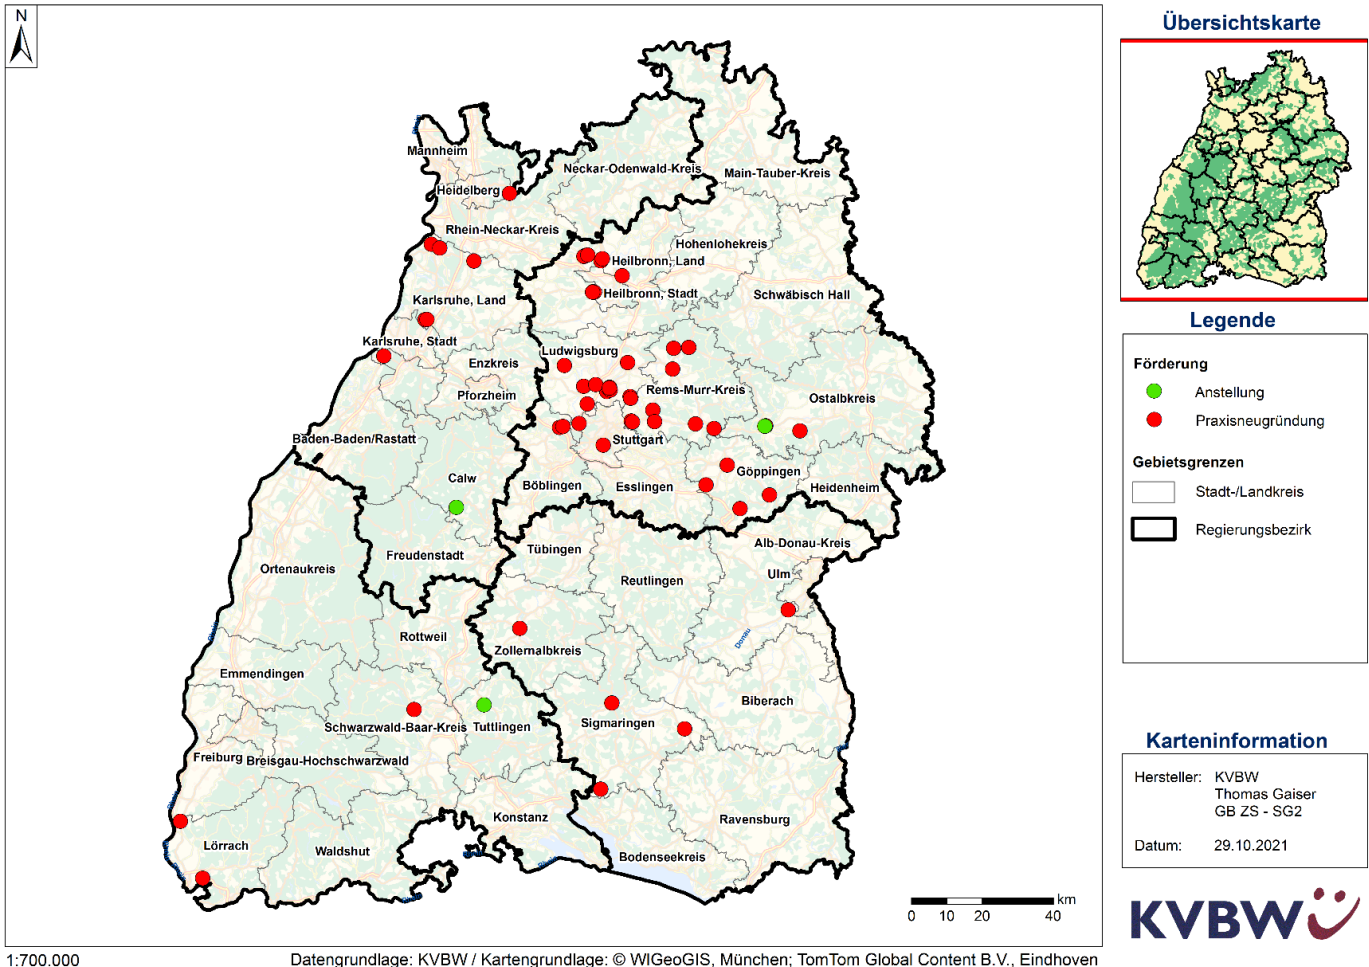 N
Mannheim
Neckar-Odenwald-Kreis
Main-Tauber-Kreis
Heidelberg
Rhein-Neckar-Kreis
Hohenlohekreis
Heilbronn, Land
Heilbronn, Stadt
Schwäbisch Hall
Karlsruhe, Land
Karlsruhe, Stadt
Ludwigsburg
Enzkreis
Pforzheim
Rems-Murr-Kreis
Ostalbkreis
Baden-Baden/Rastatt
Stuttgart
Calw
Böblingen
Esslingen
Göppingen
Heidenheim
Freudenstadt
Tübingen
Alb-Donau-Kreis
Ortenaukreis
Reutlingen
Ulm
Donau
Rottweil
Zollernalbkreis
Emmendingen
Biberach
Schwarzwald-Baar-Kreis
Tuttlingen
Sigmaringen
Freiburg
Breisgau-Hochschwarzwald
Konstanz
Ravensburg
Lörrach
Waldshut
Bodenseekreis
km
0 10 20 40
1:700.000
Datengrundlage: KVBW / Kartengrundlage: © WIGeoGIS, München; TomTom Global Content B.V., Eindhoven
Übersichtskarte
Legende
Förderung
Anstellung
Praxisneugründung
Gebietsgrenzen
Stadt-/Landkreis
Regierungsbezirk
Karteninformation
Hersteller: KVBW
Thomas Gaiser
GB ZS - SG2
Datum: 29.10.2021
KVBW